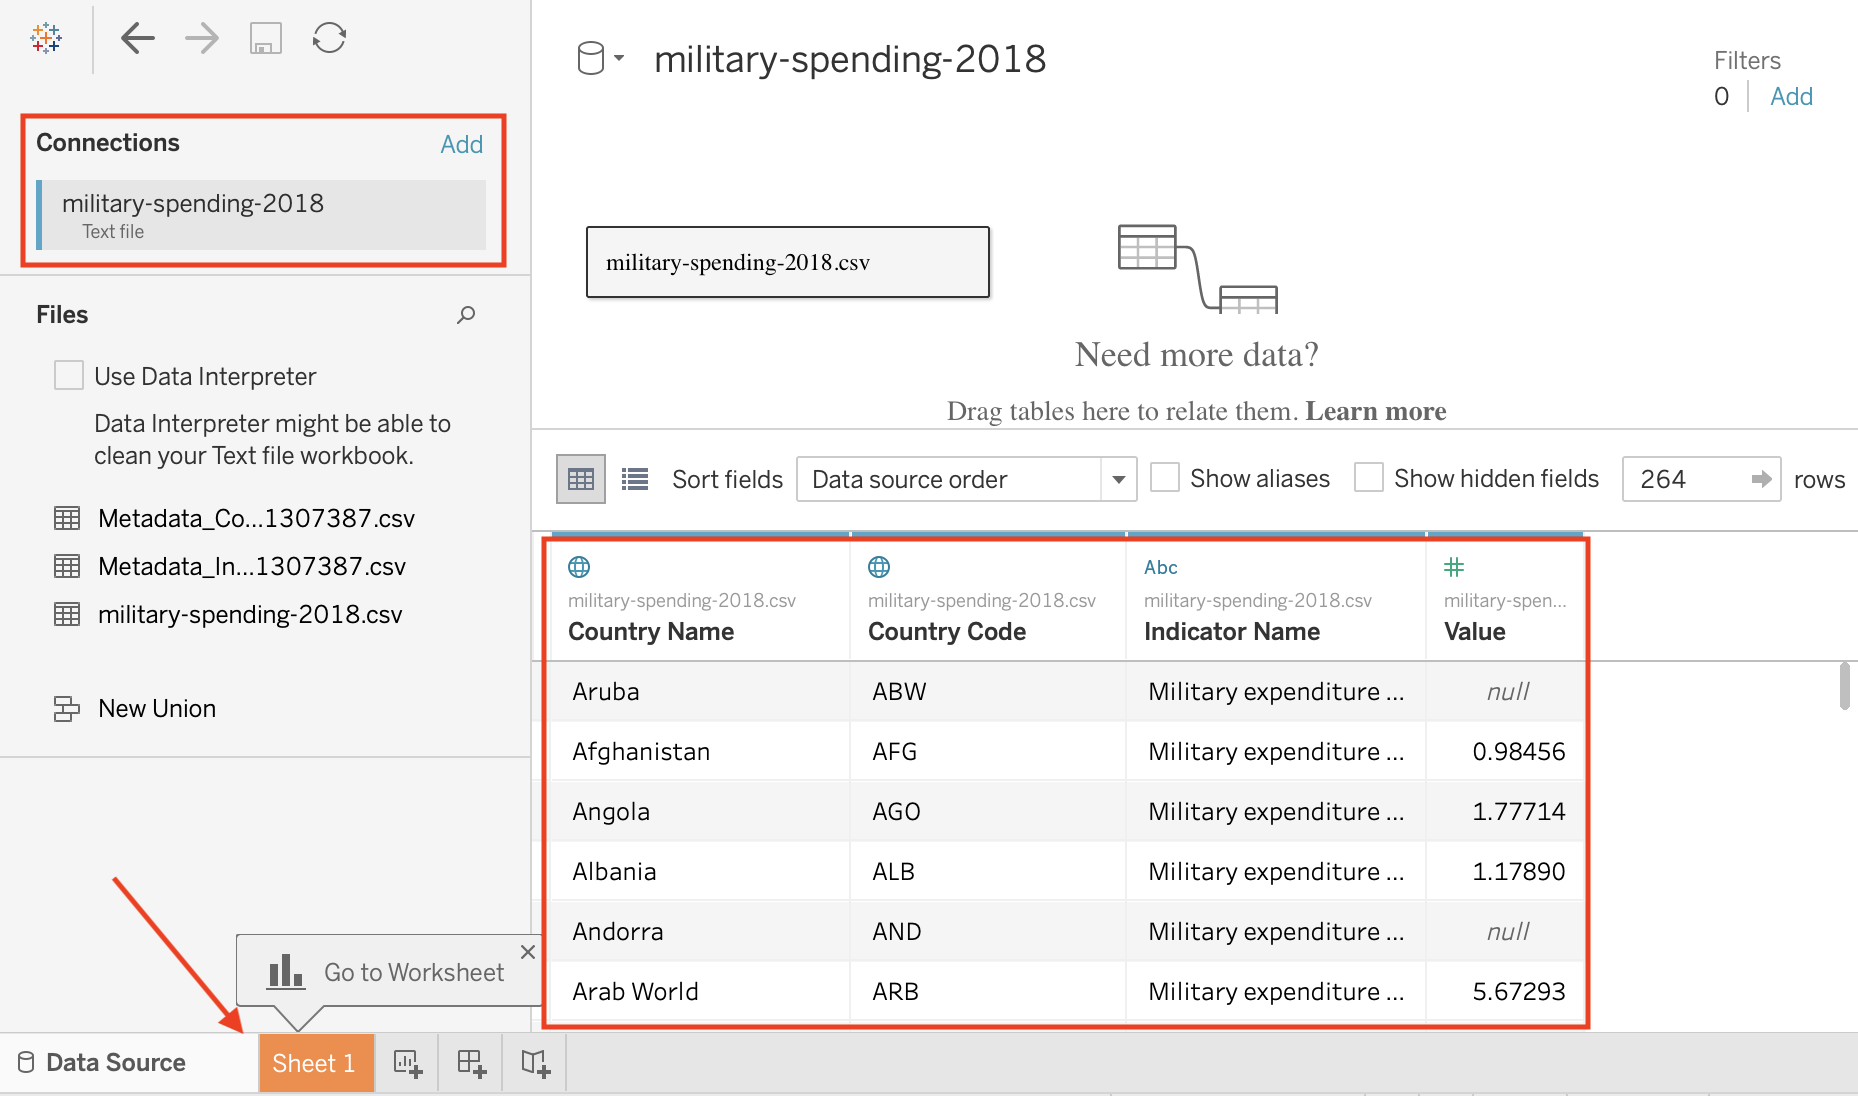 military-spending-2018
Filters
0 Add
Connections Add
military-spending-2018
Text file
military-spending-2018.csv
Files
Use Data Interpreter
Data Interpreter might be able to
clean your Text file workbook.
Metadata_Co...1307387.csv
Metadata_In...1307387.csv
military-spending-2018.csv
New Union
Need more data?
Drag tables here to relate them. Learn more
Sort fields Data source order Show aliases Show hidden fields 264 rows
Abc
military-spending-2018.csv military-spending-2018.csv military-spending-2018.csv military-spen...
Country Name Country Code Indicator Name Value
Aruba ABW Military expenditure ... null
Afghanistan AFG Military expenditure ... 0.98456
Angola AGO Military expenditure ... 1.77714
Albania ALB Military expenditure ... 1.17890
Andorra AND Military expenditure ... null
Arab World ARB Military expenditure ... 5.67293
Go to Worksheet
Data Source Sheet 1